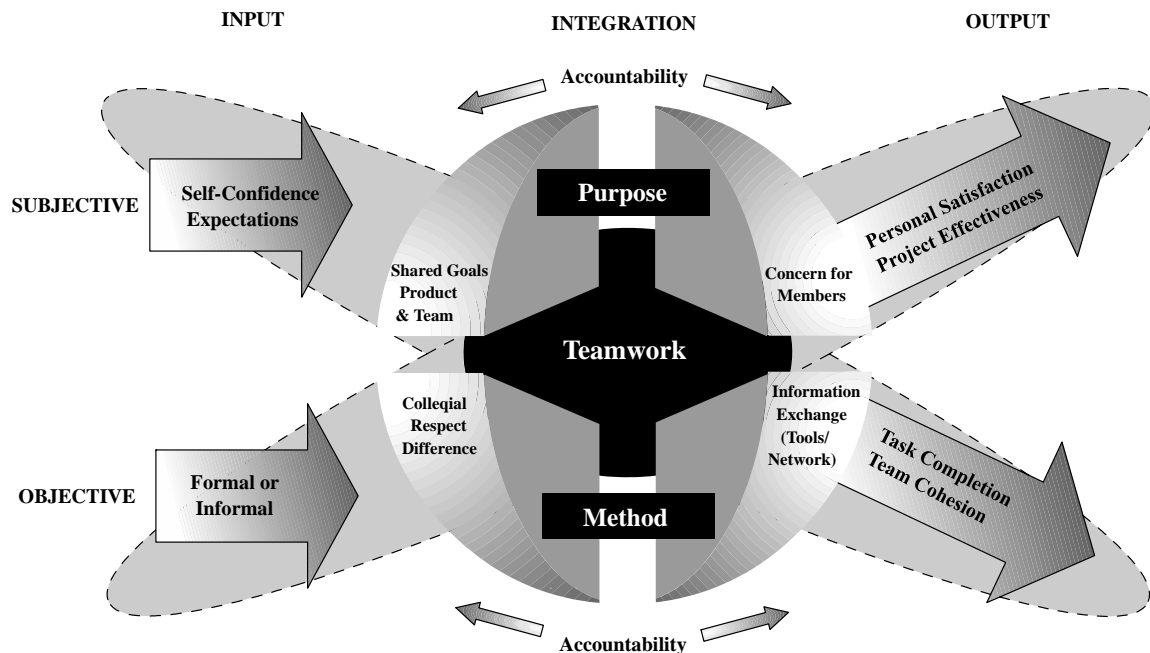 INPUT
INTEGRATION
OUTPUT
Accountability
SUBJECTIVE
Self-Confidence
Expectations
Purpose
Personal Satisfaction
Project Effectiveness
Shared Goals
Product
& Team
Concern for
Members
Teamwork
Colleqial
Respect
Difference
Information
Exchange
(Tools/
Network)
OBJECTIVE
Formal or
Informal
Method
Task Completion
Team Cohesion
Accountability